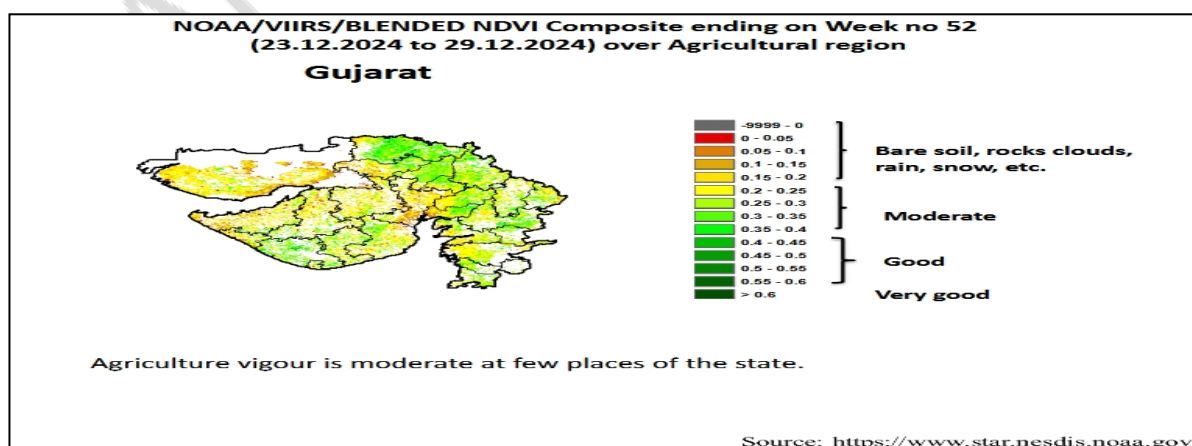 NOAA/VIIRS/BLENDED NDVI Composite ending on Week no 52
(23.12.2024 to 29.12.2024) over Agricultural region
Gujarat
-9999 - 0
0 - 0.05
0.05 - 0.1
0.1 - 0.15
0.15 - 0.2
0.2 - 0.25
0.25 - 0.3
0.3 - 0.35
0.35 - 0.4
0.4 - 0.45
0.45 - 0.5
0.5 - 0.55
0.55 - 0.6
> 0.6
Bare soil, rocks clouds,
rain, snow, etc.
Moderate
Good
Very good
Agriculture vigour is moderate at few places of the state.
Source: https://www.star.nesdis.noaa.gov